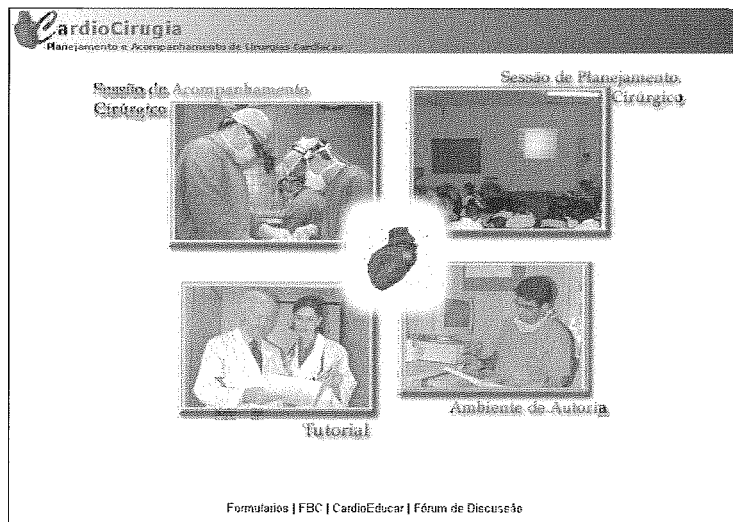 CardioCirugia
Planejamento e Acompanhamento de Cirurgias Cardíacas
Sessão de Acompanhamento
Cirúrgico
Sessão de Planejamento
Cirúrgico
Tutorial
Ambiente de Autoria
Formularios | FBC | CardioEducar | Fórum de Discussão